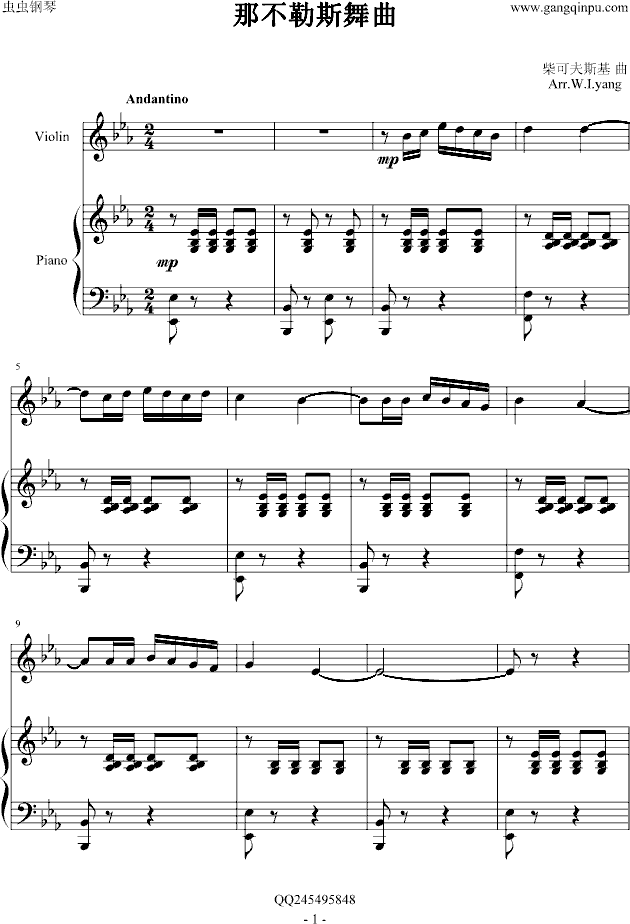 虫虫钢琴
www.gangqinpu.com
那不勒斯舞曲
柴可夫斯基 曲
Arr.W.I.yang
Andantino
Violin
mp
Piano
mp
5
9
QQ245495848
- 1 -